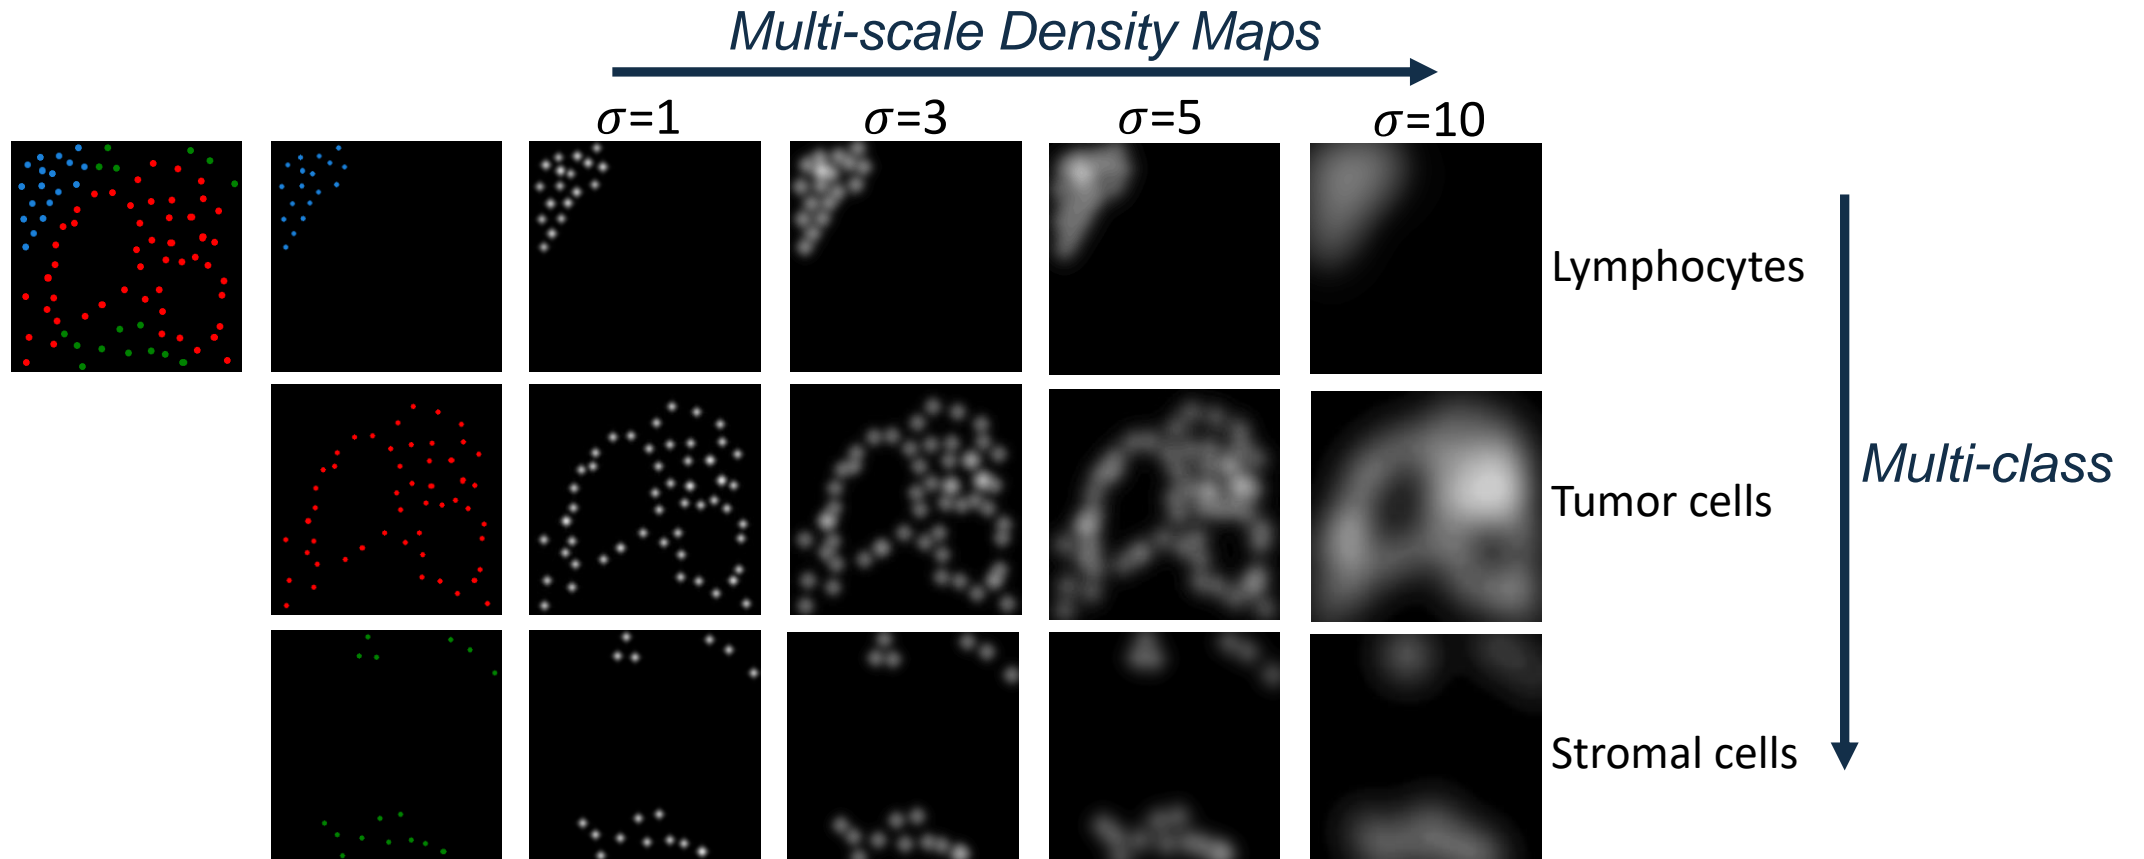 Multi-scale Density Maps
σ=1
σ=3
σ=5
σ=10
Lymphocytes
Tumor cells
Multi-class
Stromal cells